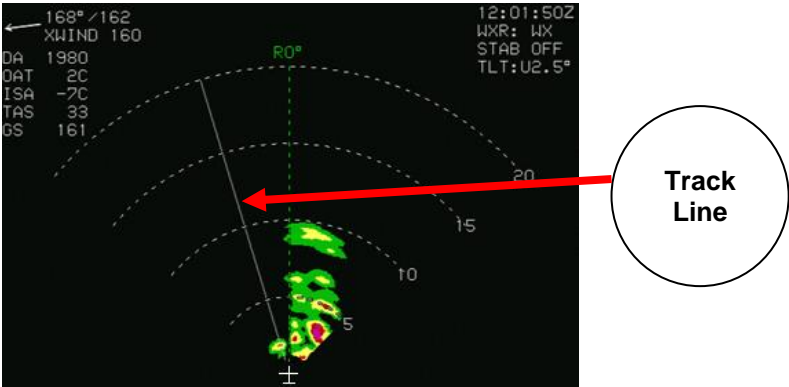 168°/162
XWIND 160
DA 1980
OAT 2C
ISA -7C
TAS 33
GS 161
R0°
12:01:50Z
WXR: WX
STAB OFF
TLT:U2.5°
20
15
10
5
Track
Line